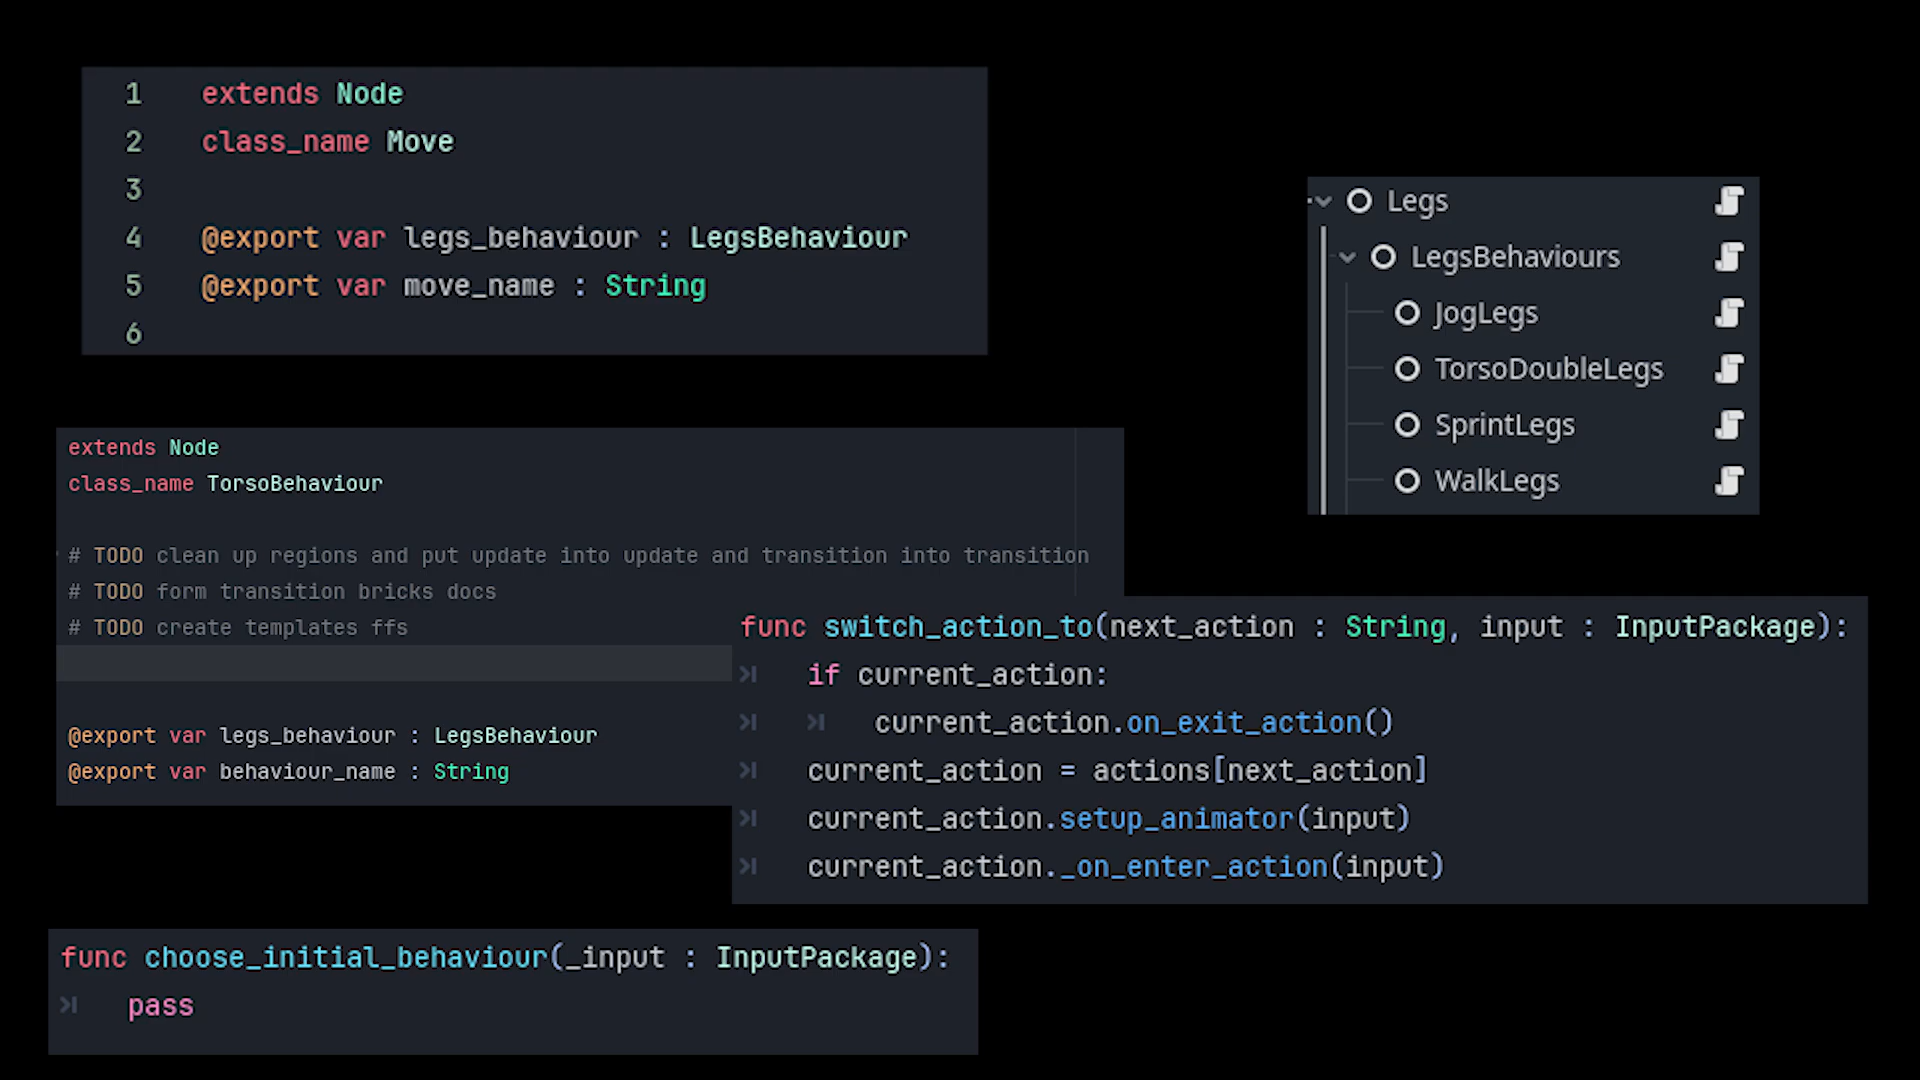 1 extends Node
2 class_name Move
3
4 @export var legs_behaviour : LegsBehaviour
5 @export var move_name : String
6
Legs
LegsBehaviours
JogLegs
TorsoDoubleLegs
SprintLegs
WalkLegs
extends Node
class_name TorsoBehaviour
# TODO clean up regions and put update into update and transition into transition
# TODO form transition bricks docs
# TODO create templates ffs
@export var legs_behaviour : LegsBehaviour
@export var behaviour_name : String
func switch_action_to(next_action : String, input : InputPackage):
if current_action:
current_action.on_exit_action()
current_action = actions[next_action]
current_action.setup_animator(input)
current_action._on_enter_action(input)
func choose_initial_behaviour(_input : InputPackage):
pass